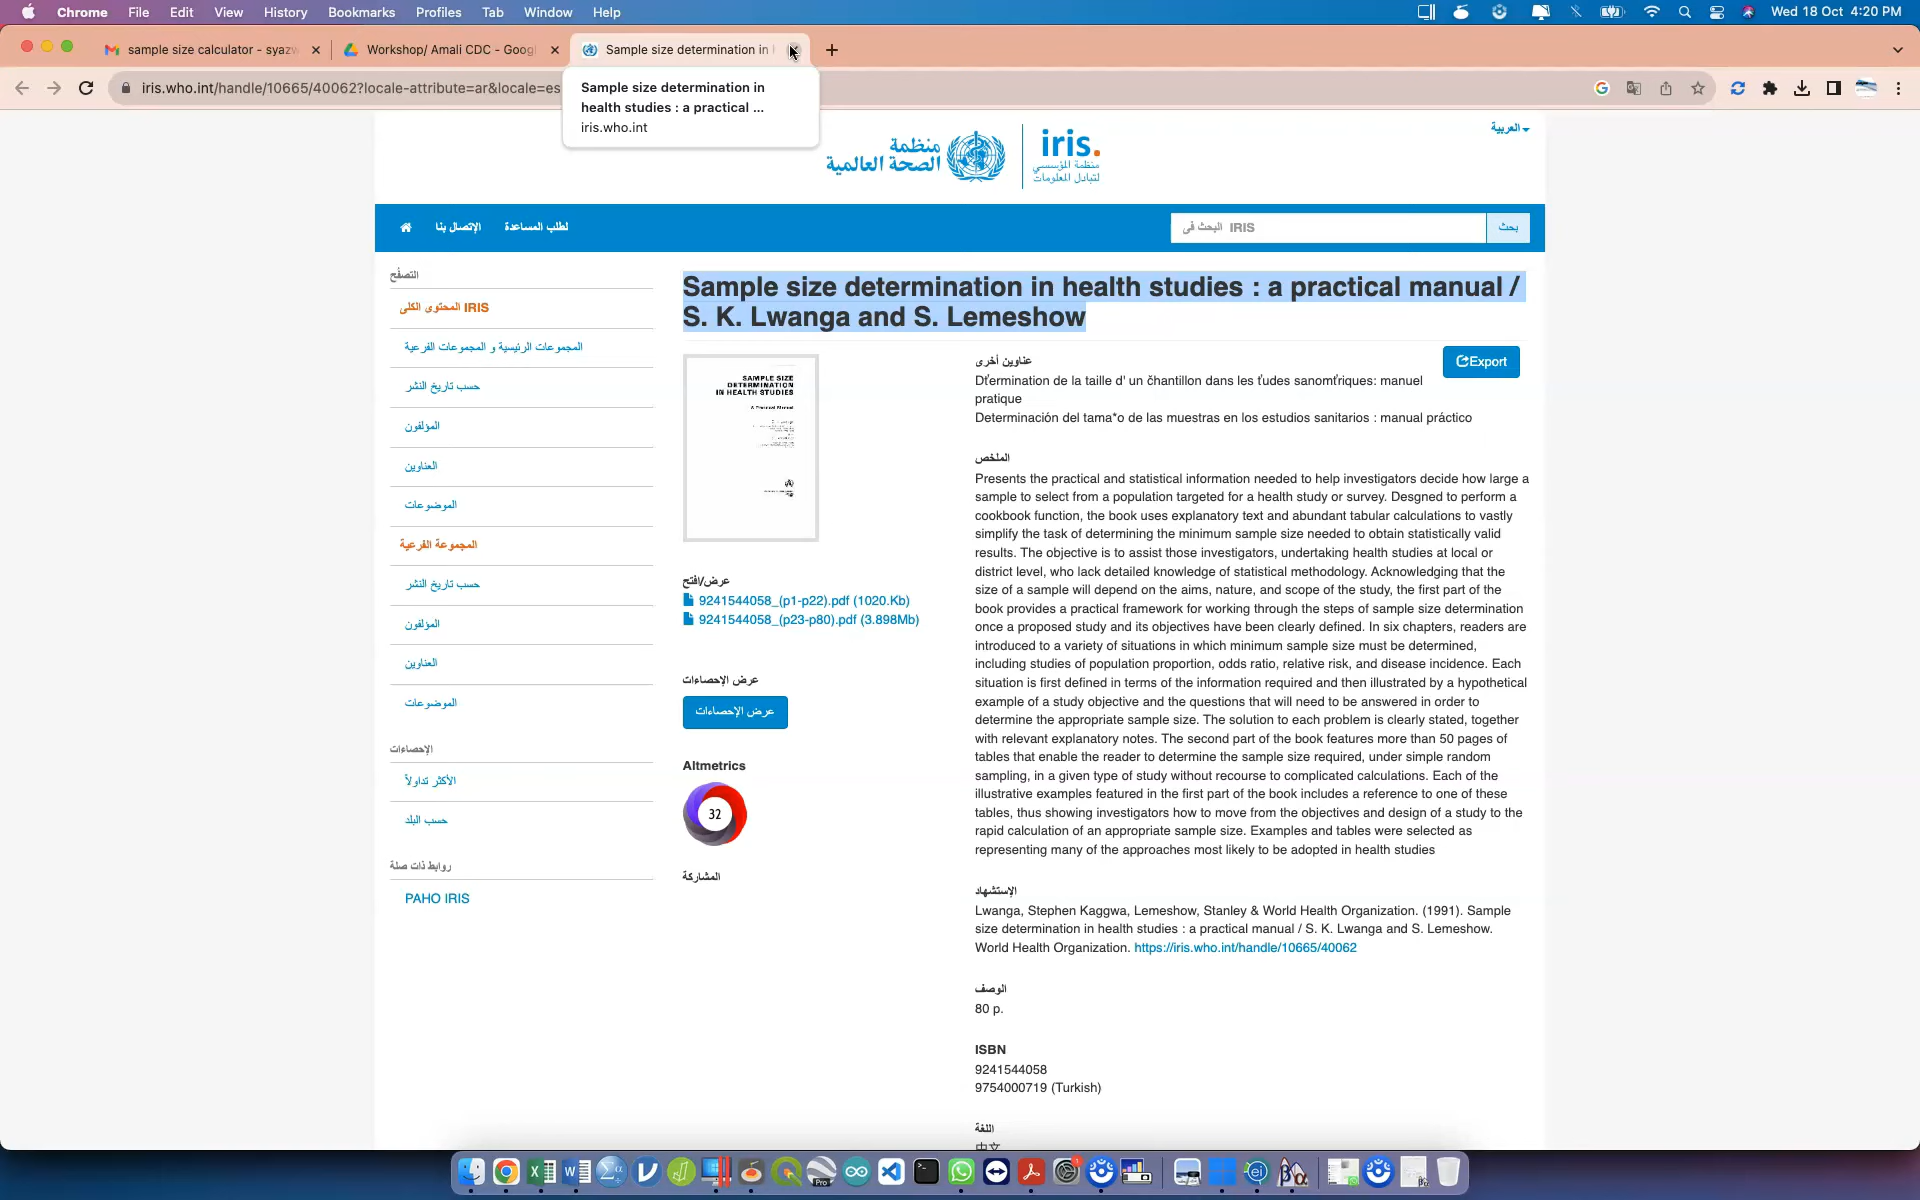 Chrome File Edit View History Bookmarks Profiles Tab Window Help
Wed 18 Oct 4:20 PM
sample size calculator - syazw
Workshop/ Amali CDC - Googl
Sample size determination in
iris.who.int/handle/10665/40062?locale-attribute=ar&locale=es
Sample size determination in
health studies : a practical ...
iris.who.int
العربية
منظمة
الصحة العالمية
iris.
منظمة المؤسسي
لتبادل المعلومات
الإتصال بنا
لطلب المساعدة
البحث فى IRIS
بحث
التصفُّح
المحتوى الكلى IRIS
المجموعات الرئيسية و المجموعات الفرعية
حسب تاريخ النشر
المؤلفون
العناوين
الموضوعات
المجموعة الفرعية
حسب تاريخ النشر
المؤلفون
العناوين
الموضوعات
الإحصاءات
الأكثر تداولاً
حسب البلد
روابط ذات صلة
PAHO IRIS
Sample size determination in health studies : a practical manual /
S. K. Lwanga and S. Lemeshow
SAMPLE SIZE
DETERMINATION
IN HEALTH STUDIES
A Practical Manual
عرض/افتح
9241544058_(p1-p22).pdf (1020.Kb)
9241544058_(p23-p80).pdf (3.898Mb)
عرض الإحصاءات
عرض الإحصاءات
Altmetrics
32
المشاركة
Export
عناوين أخرى
Dťermination de la taille d' un čhantillon dans les ťudes sanomťriques: manuel
pratique
Determinación del tama*o de las muestras en los estudios sanitarios : manual práctico
الملخص
Presents the practical and statistical information needed to help investigators decide how large a
sample to select from a population targeted for a health study or survey. Desgned to perform a
cookbook function, the book uses explanatory text and abundant tabular calculations to vastly
simplify the task of determining the minimum sample size needed to obtain statistically valid
results. The objective is to assist those investigators, undertaking health studies at local or
district level, who lack detailed knowledge of statistical methodology. Acknowledging that the
size of a sample will depend on the aims, nature, and scope of the study, the first part of the
book provides a practical framework for working through the steps of sample size determination
once a proposed study and its objectives have been clearly defined. In six chapters, readers are
introduced to a variety of situations in which minimum sample size must be determined,
including studies of population proportion, odds ratio, relative risk, and disease incidence. Each
situation is first defined in terms of the information required and then illustrated by a hypothetical
example of a study objective and the questions that will need to be answered in order to
determine the appropriate sample size. The solution to each problem is clearly stated, together
with relevant explanatory notes. The second part of the book features more than 50 pages of
tables that enable the reader to determine the sample size required, under simple random
sampling, in a given type of study without recourse to complicated calculations. Each of the
illustrative examples featured in the first part of the book includes a reference to one of these
tables, thus showing investigators how to move from the objectives and design of a study to the
rapid calculation of an appropriate sample size. Examples and tables were selected as
representing many of the approaches most likely to be adopted in health studies
الإستشهاد
Lwanga, Stephen Kaggwa, Lemeshow, Stanley & World Health Organization. (1991). Sample
size determination in health studies : a practical manual / S. K. Lwanga and S. Lemeshow.
World Health Organization. https://iris.who.int/handle/10665/40062
الوصف
80 p.
ISBN
9241544058
9754000719 (Turkish)
اللغة
中文